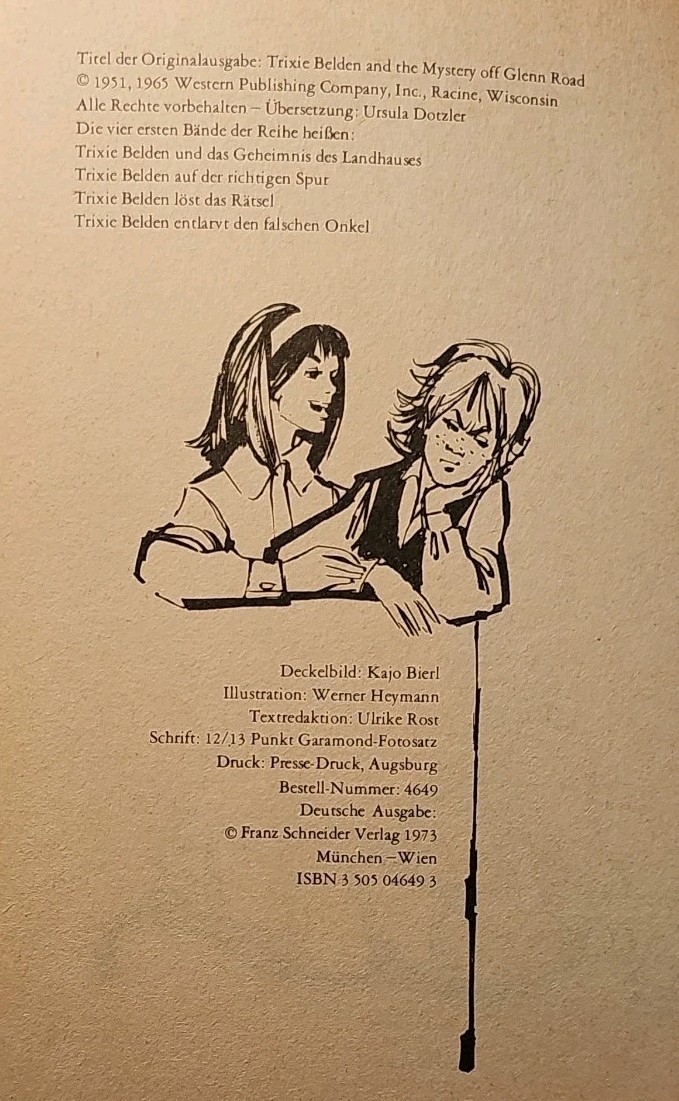 Titel der Originalausgabe: Trixie Belden and the Mystery off Glenn Road
© 1951, 1965 Western Publishing Company, Inc., Racine, Wisconsin
Alle Rechte vorbehalten – Übersetzung: Ursula Dotzler
Die vier ersten Bände der Reihe heißen:
Trixie Belden und das Geheimnis des Landhauses
Trixie Belden auf der richtigen Spur
Trixie Belden löst das Rätsel
Trixie Belden entlarvt den falschen Onkel
Deckelbild: Kajo Bierl
Illustration: Werner Heymann
Textredaktion: Ulrike Rost
Schrift: 12/13 Punkt Garamond-Fotosatz
Druck: Presse-Druck, Augsburg
Bestell-Nummer: 4649
Deutsche Ausgabe:
© Franz Schneider Verlag 1973
München – Wien
ISBN 3 505 04649 3